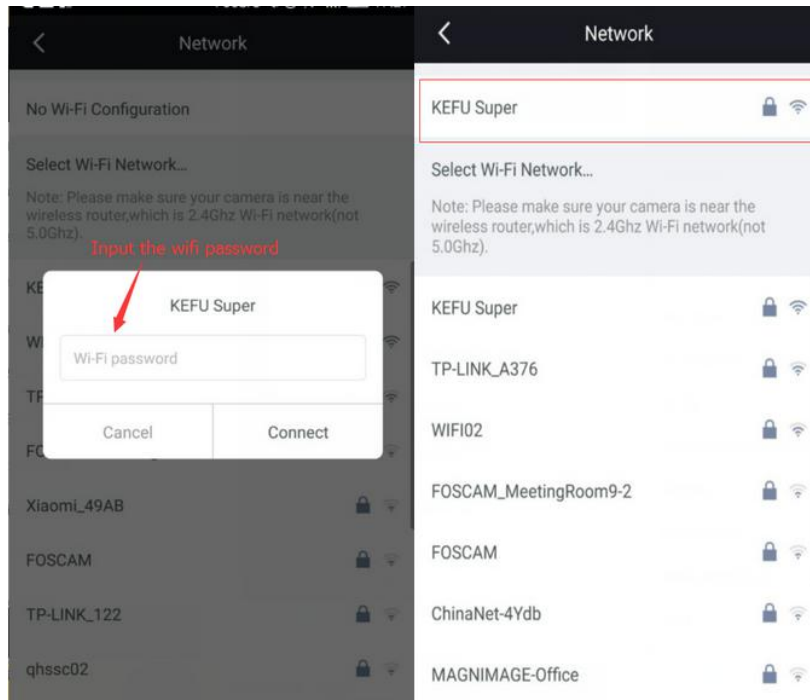 Network
No Wi-Fi Configuration
Select Wi-Fi Network...
Note: Please make sure your camera is near the
wireless router,which is 2.4Ghz Wi-Fi network(not
5.0Ghz).
Input the wifi password
KEFU Super
Wi-Fi password
Cancel
Connect
Xiaomi_49AB
FOSCAM
TP-LINK_122
qhssc02
Network
KEFU Super
Select Wi-Fi Network...
Note: Please make sure your camera is near the
wireless router,which is 2.4Ghz Wi-Fi network(not
5.0Ghz).
KEFU Super
TP-LINK_A376
WIFI02
FOSCAM_MeetingRoom9-2
FOSCAM
ChinaNet-4Ydb
MAGNIMAGE-Office